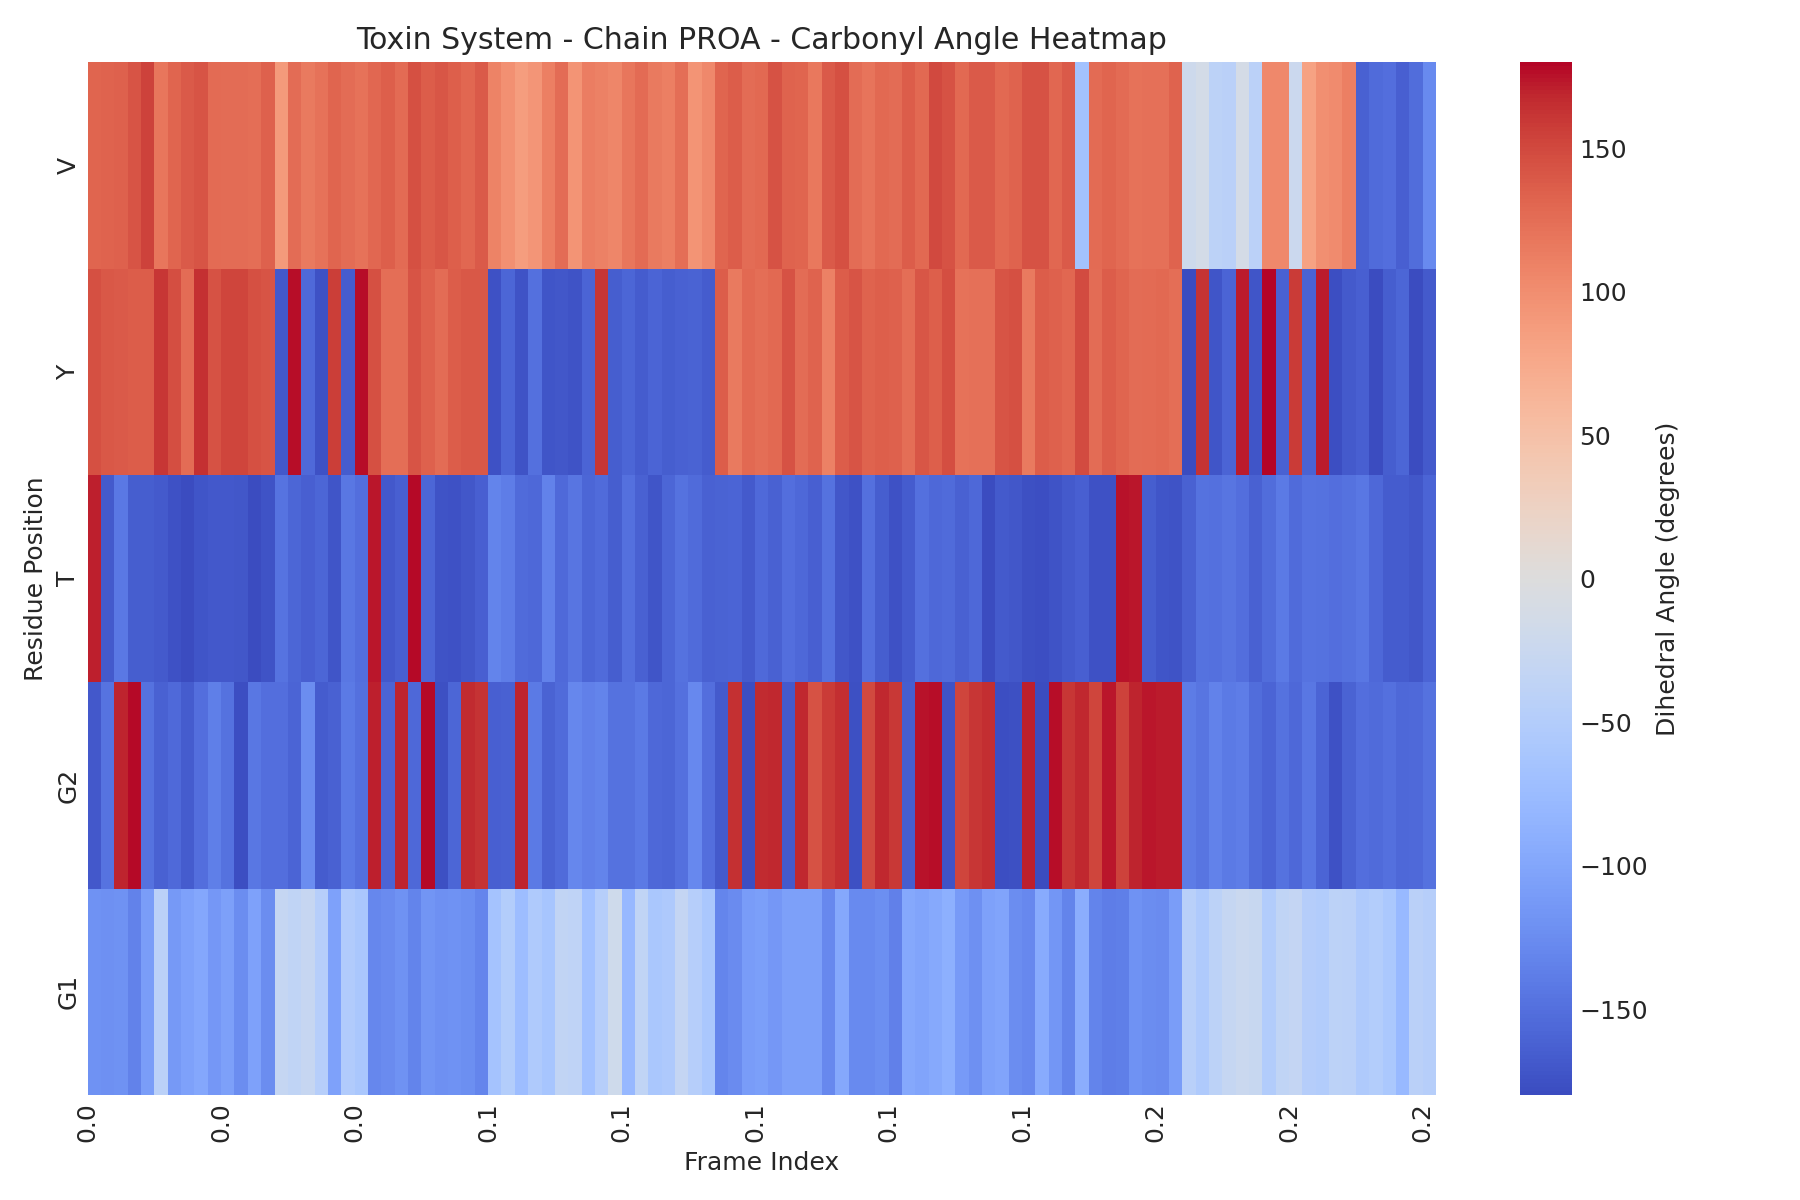 Toxin System - Chain PROA - Carbonyl Angle Heatmap
V
Y
T
G2
G1
Residue Position
0.0
0.0
0.0
0.1
0.1
0.1
0.1
0.1
0.2
0.2
0.2
Frame Index
150
100
50
0
−50
−100
−150
Dihedral Angle (degrees)